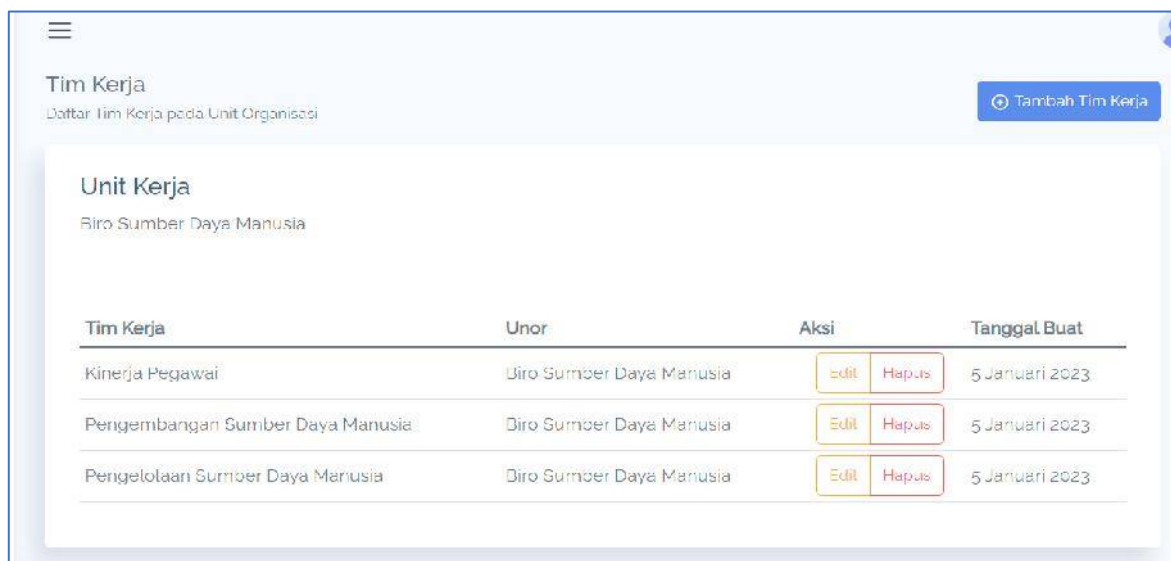 Tim Kerja
Daftar Tim Kerja pada Unit Organisasi
Tambah Tim Kerja
Unit Kerja
Biro Sumber Daya Manusia
Tim Kerja Unor Aksi Tanggal Buat
Kinerja Pegawai Biro Sumber Daya Manusia Edit Hapus 5 Januari 2023
Pengembangan Sumber Daya Manusia Biro Sumber Daya Manusia Edit Hapus 5 Januari 2023
Pengelolaan Sumber Daya Manusia Biro Sumber Daya Manusia Edit Hapus 5 Januari 2023